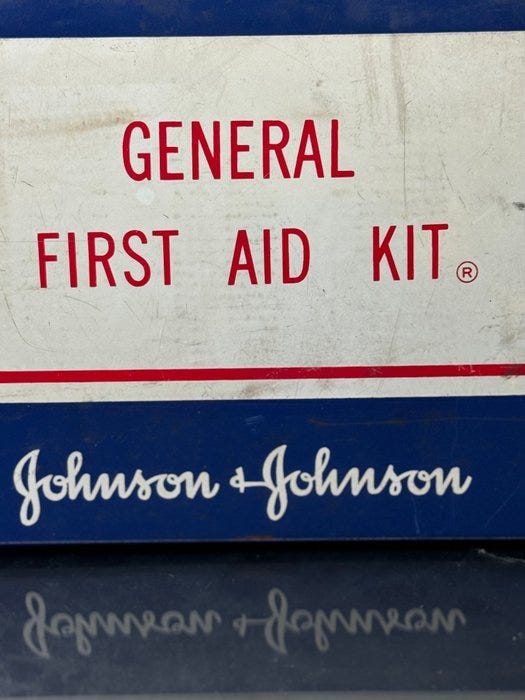 GENERAL
FIRST AID KIT®
Johnson & Johnson